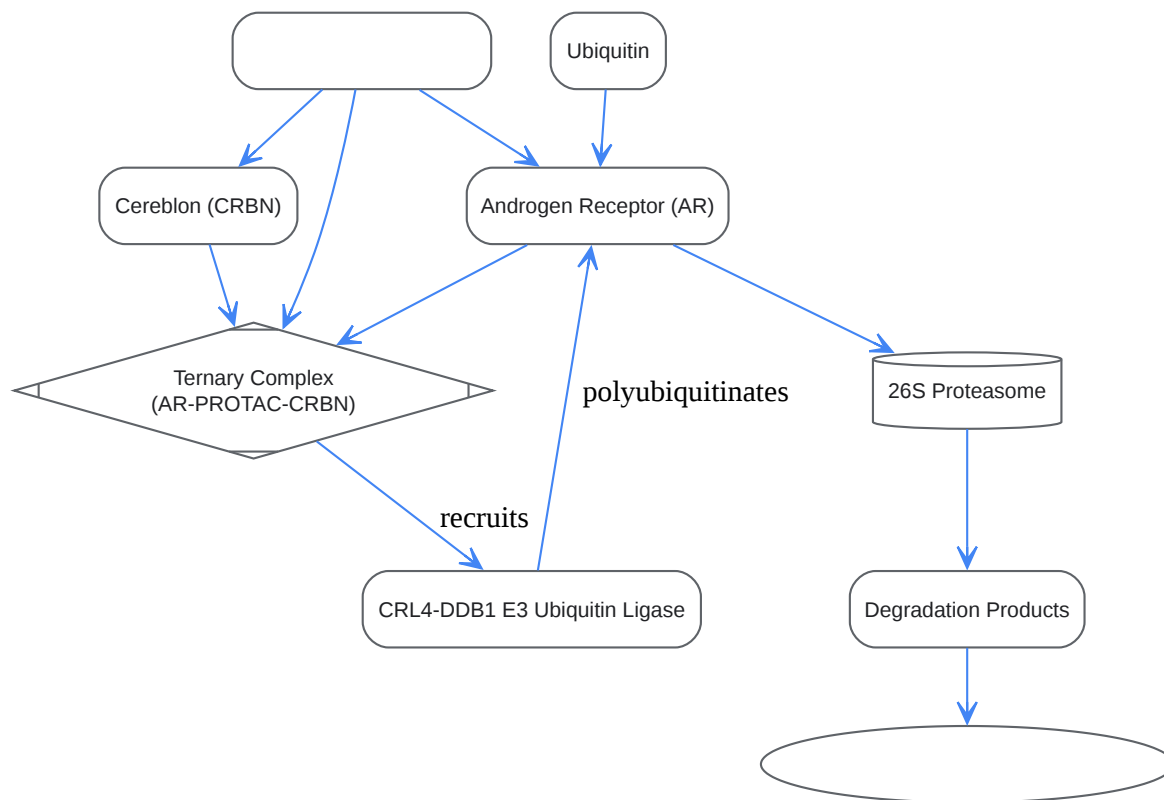 Ubiquitin
Cereblon (CRBN)
Androgen Receptor (AR)
Ternary Complex
(AR-PROTAC-CRBN)
26S Proteasome
polyubiquitinates
recruits
CRL4-DDB1 E3 Ubiquitin Ligase
Degradation Products